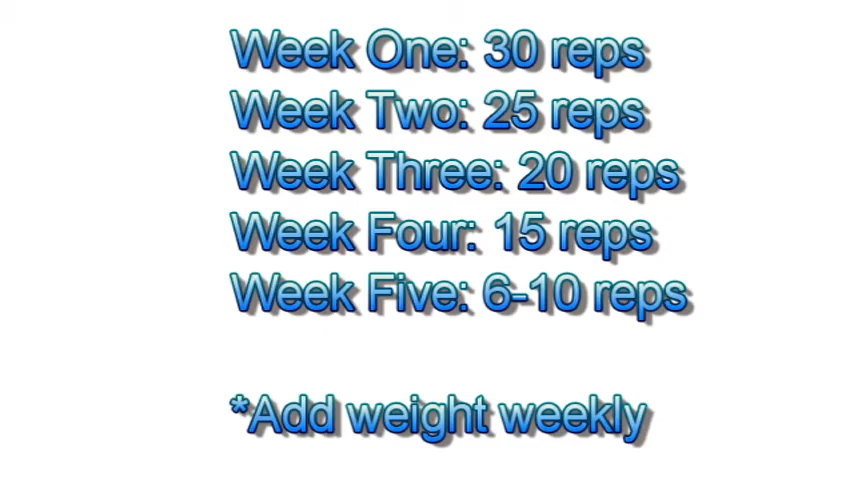 Week One: 30 reps
Week Two: 25 reps
Week Three: 20 reps
Week Four: 15 reps
Week Five: 6-10 reps
*Add weight weekly